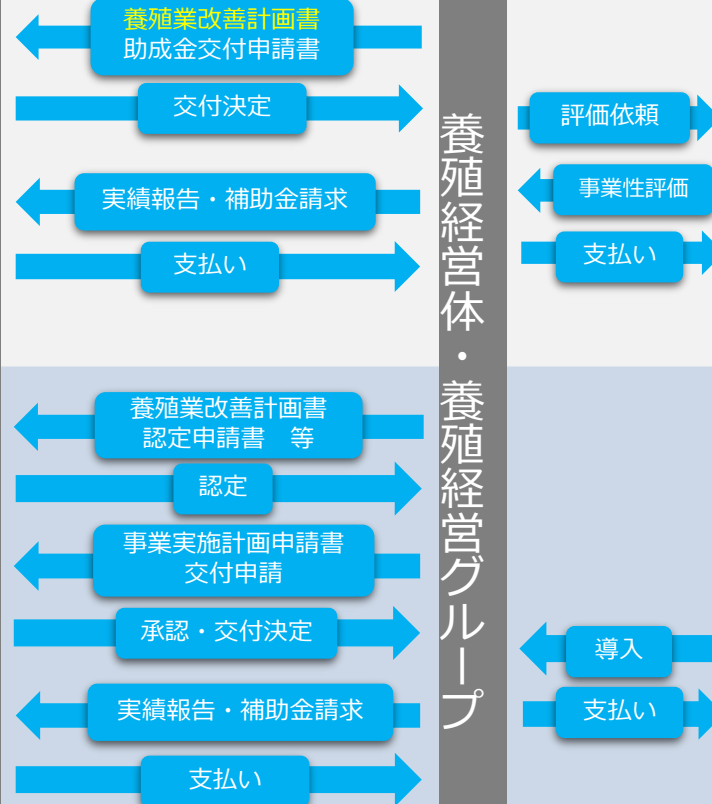 養殖業改善計画書
助成金交付申請書
交付決定
実績報告・補助金請求
支払い
養殖業改善計画書
認定申請書　等
認定
事業実施計画申請書
交付申請
承認・交付決定
実績報告・補助金請求
支払い
養殖経営体・養殖経営グループ
評価依頼
事業性評価
支払い
導入
支払い